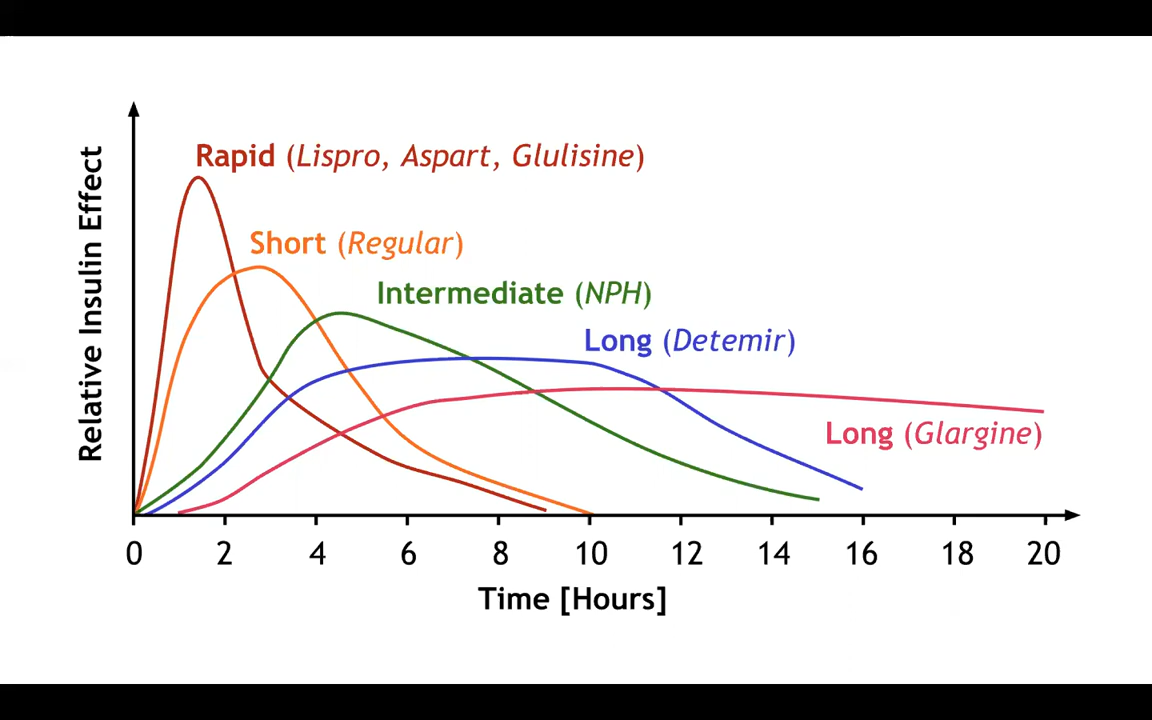 Relative Insulin Effect
Rapid (Lispro, Aspart, Glulisine)
Short (Regular)
Intermediate (NPH)
Long (Detemir)
Long (Glargine)
0 2 4 6 8 10 12 14 16 18 20
Time [Hours]